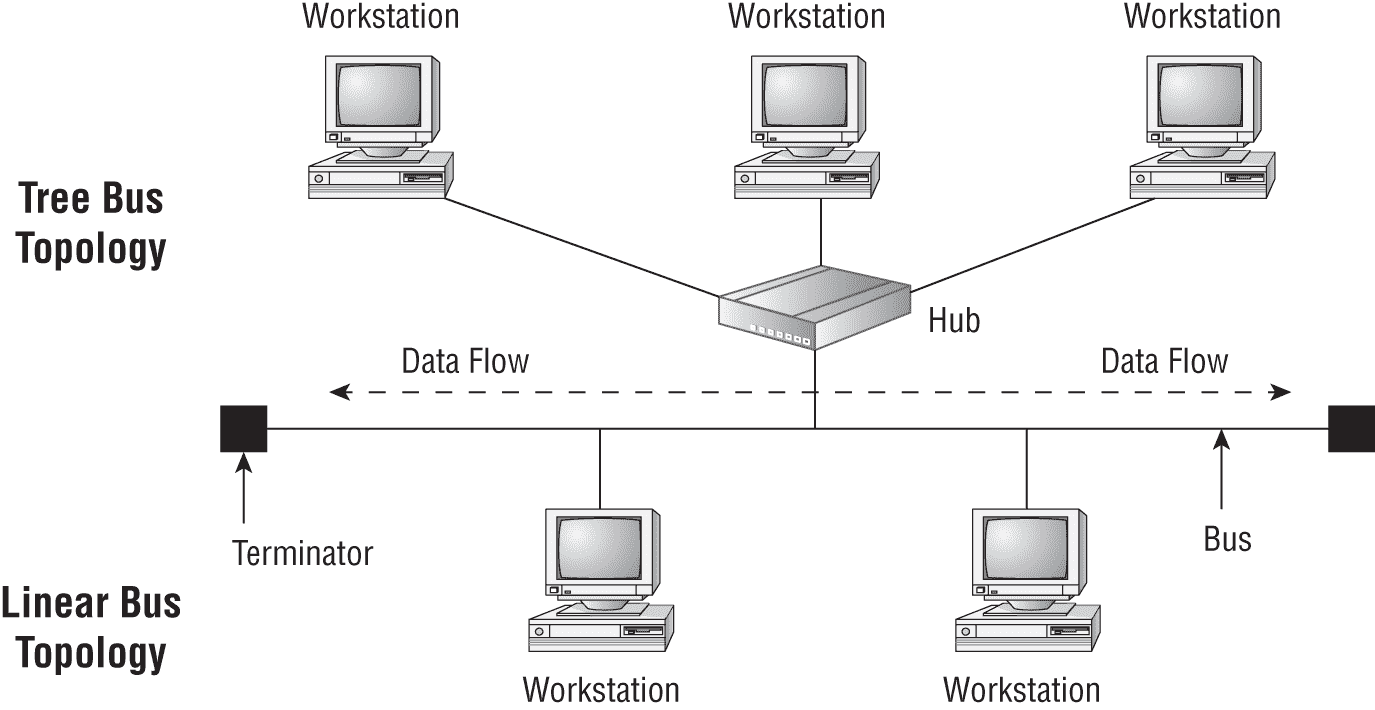 Workstation
Workstation
Workstation
Tree Bus
Topology
Hub
Data Flow
Data Flow
Terminator
Bus
Linear Bus
Topology
Workstation
Workstation